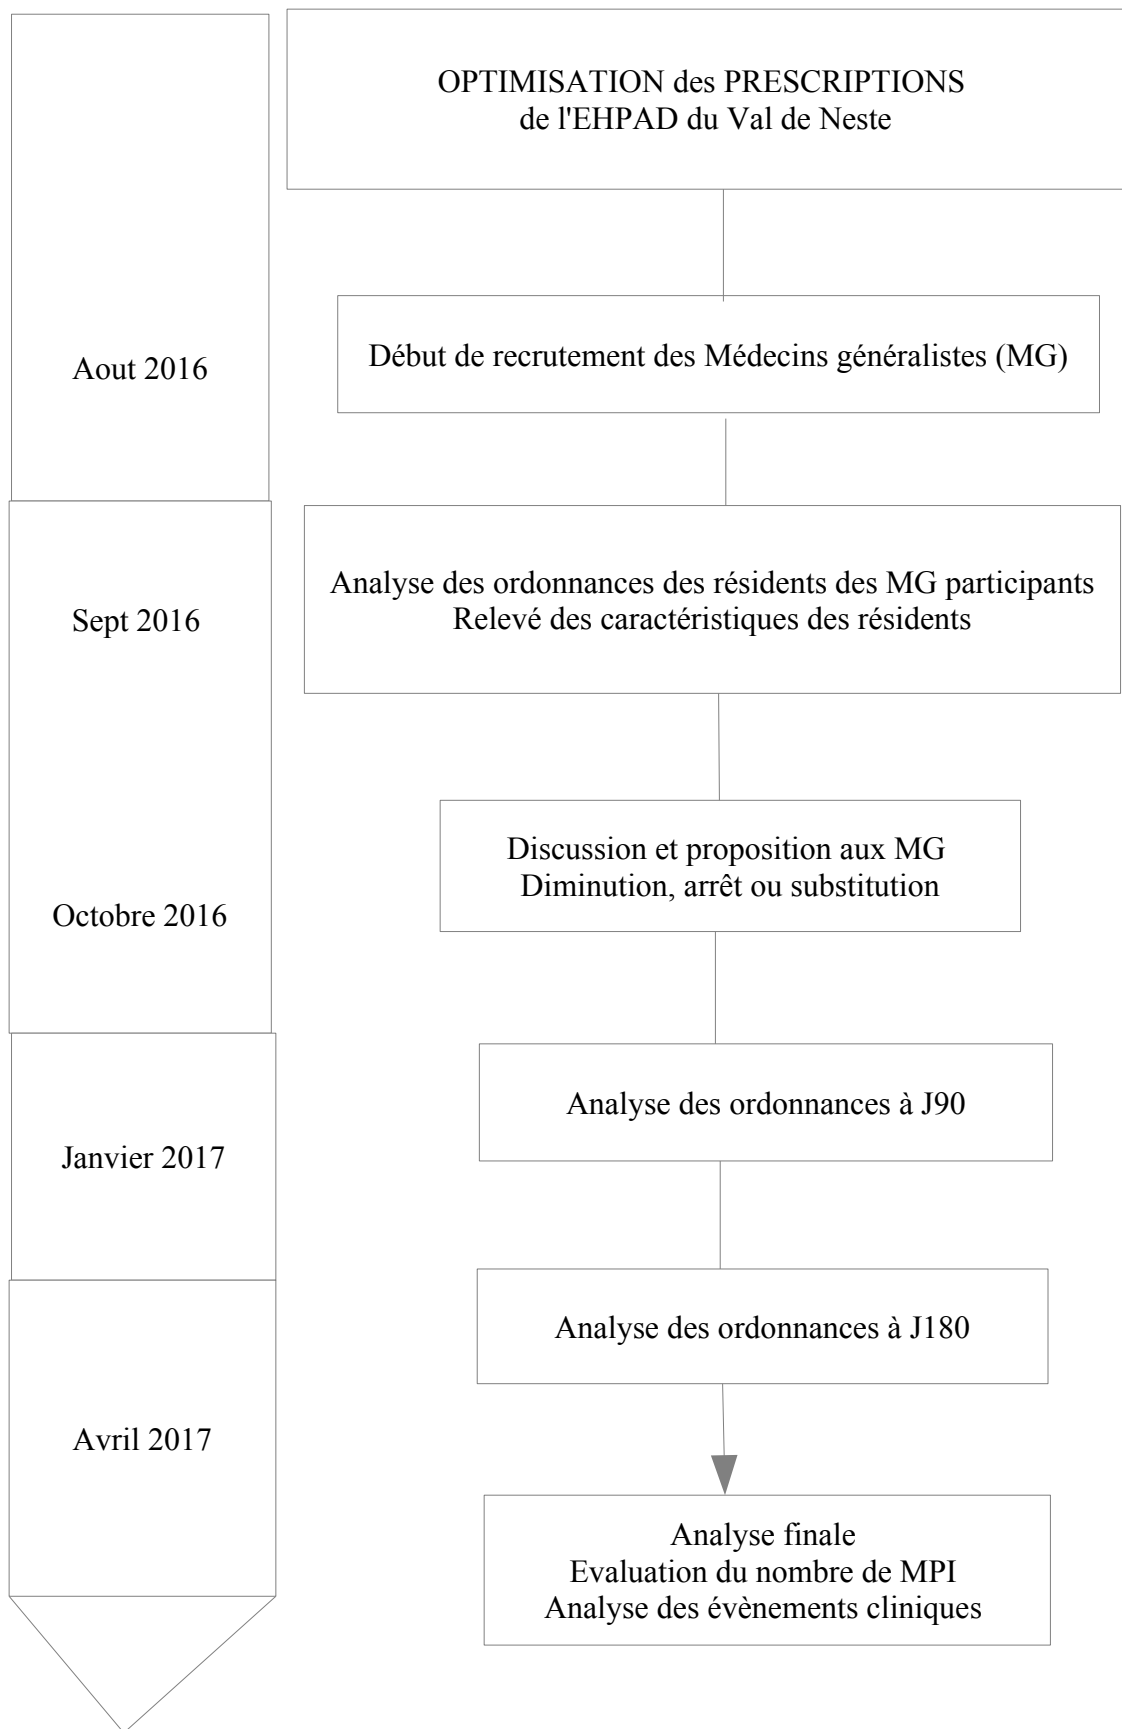 OPTIMISATION des PRESCRIPTIONS
de l'EHPAD du Val de Neste
Aout 2016
Début de recrutement des Médecins généralistes (MG)
Sept 2016
Analyse des ordonnances des résidents des MG participants
Relevé des caractéristiques des résidents
Octobre 2016
Discussion et proposition aux MG
Diminution, arrêt ou substitution
Janvier 2017
Analyse des ordonnances à J90
Analyse des ordonnances à J180
Avril 2017
Analyse finale
Evaluation du nombre de MPI
Analyse des évènements cliniques